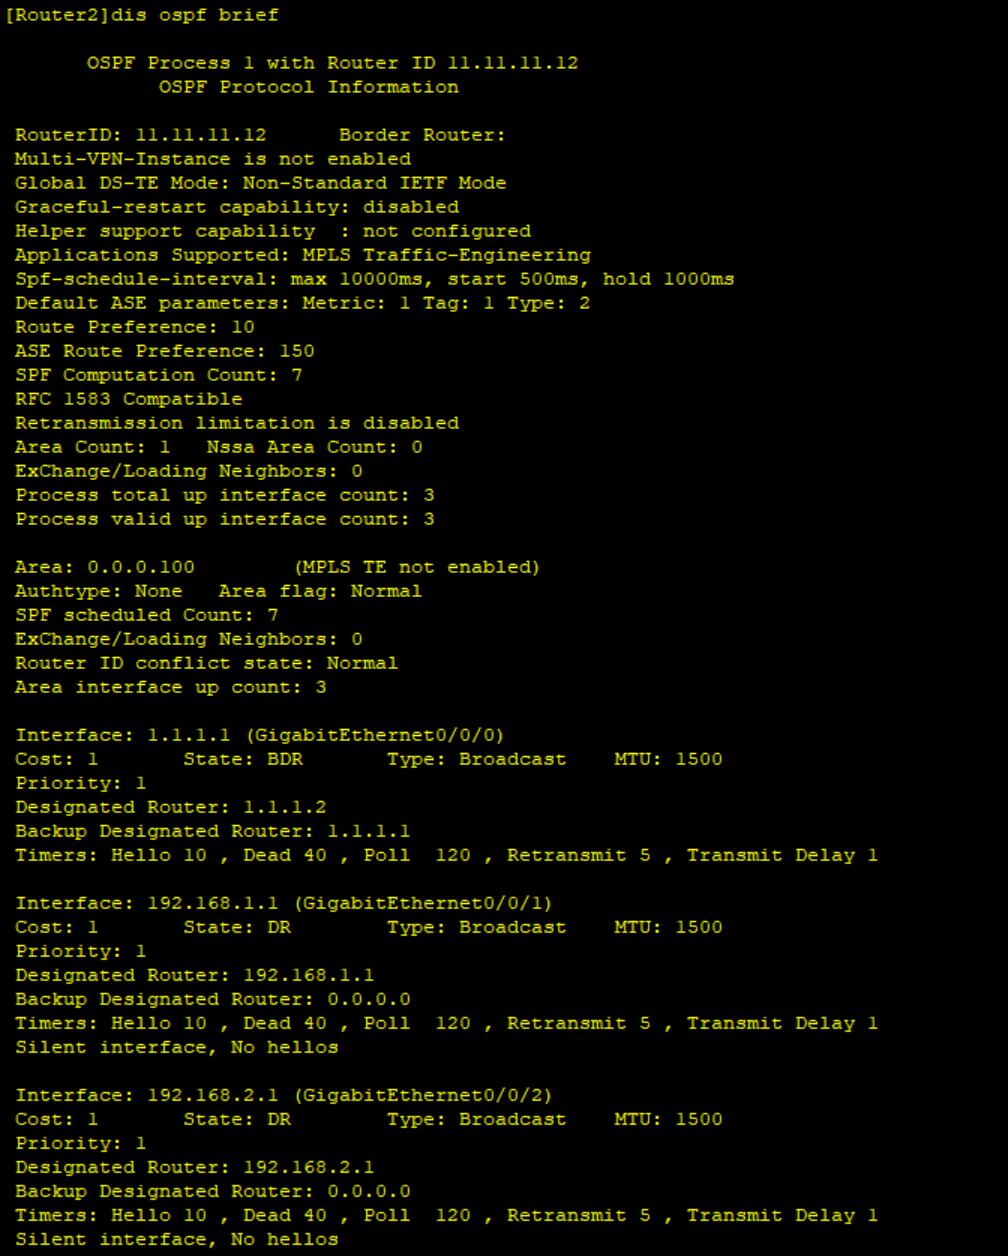 [Router2]dis ospf brief
OSPF Process 1 with Router ID 11.11.11.12
OSPF Protocol Information
RouterID: 11.11.11.12      Border Router:
Multi-VPN-Instance is not enabled
Global DS-TE Mode: Non-Standard IETF Mode
Graceful-restart capability: disabled
Helper support capability  : not configured
Applications Supported: MPLS Traffic-Engineering
Spf-schedule-interval: max 10000ms, start 500ms, hold 1000ms
Default ASE parameters: Metric: 1 Tag: 1 Type: 2
Route Preference: 10
ASE Route Preference: 150
SPF Computation Count: 7
RFC 1583 Compatible
Retransmission limitation is disabled
Area Count: 1   Nssa Area Count: 0
ExChange/Loading Neighbors: 0
Process total up interface count: 3
Process valid up interface count: 3
Area: 0.0.0.100        (MPLS TE not enabled)
Authtype: None   Area flag: Normal
SPF scheduled Count: 7
ExChange/Loading Neighbors: 0
Router ID conflict state: Normal
Area interface up count: 3
Interface: 1.1.1.1 (GigabitEthernet0/0/0)
Cost: 1       State: BDR       Type: Broadcast    MTU: 1500
Priority: 1
Designated Router: 1.1.1.2
Backup Designated Router: 1.1.1.1
Timers: Hello 10 , Dead 40 , Poll  120 , Retransmit 5 , Transmit Delay 1
Interface: 192.168.1.1 (GigabitEthernet0/0/1)
Cost: 1       State: DR        Type: Broadcast    MTU: 1500
Priority: 1
Designated Router: 192.168.1.1
Backup Designated Router: 0.0.0.0
Timers: Hello 10 , Dead 40 , Poll  120 , Retransmit 5 , Transmit Delay 1
Silent interface, No hellos
Interface: 192.168.2.1 (GigabitEthernet0/0/2)
Cost: 1       State: DR        Type: Broadcast    MTU: 1500
Priority: 1
Designated Router: 192.168.2.1
Backup Designated Router: 0.0.0.0
Timers: Hello 10 , Dead 40 , Poll  120 , Retransmit 5 , Transmit Delay 1
Silent interface, No hellos